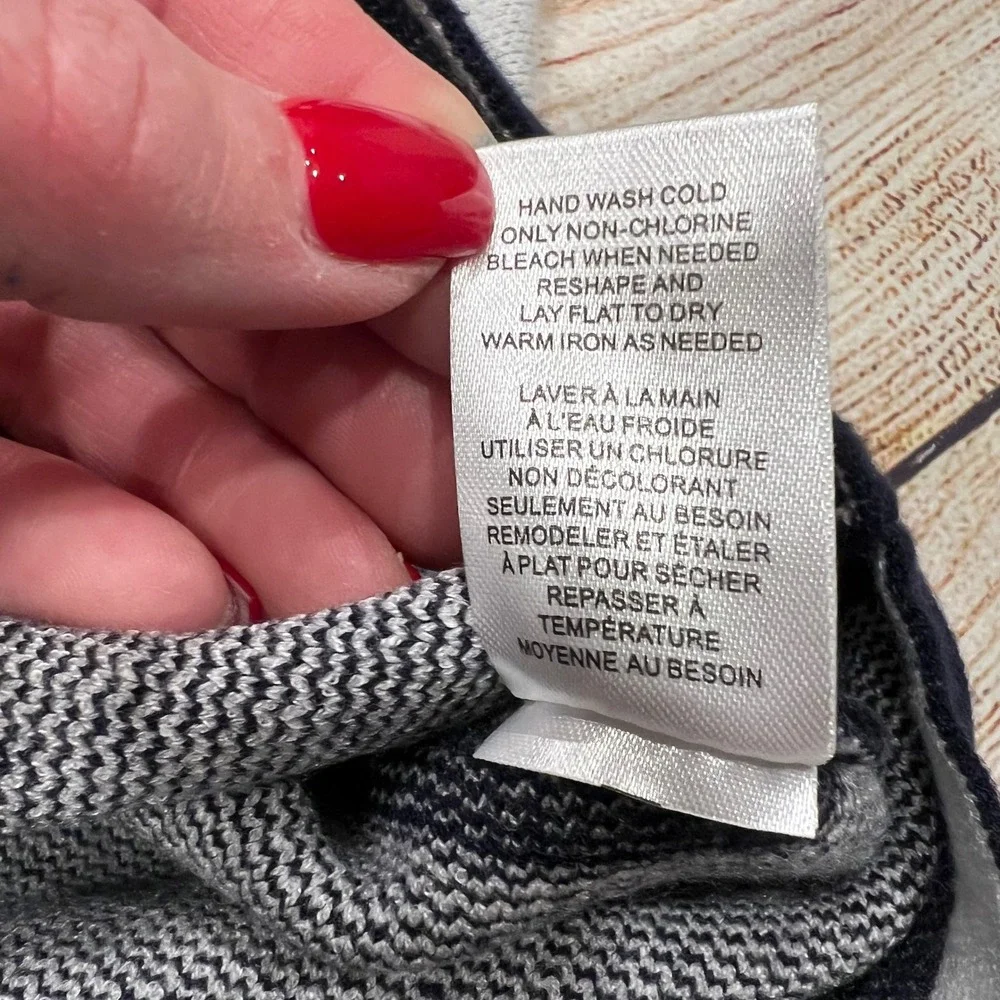 HAND WASH COLD
ONLY NON-CHLORINE
BLEACH WHEN NEEDED
RESHAPE AND
LAY FLAT TO DRY
WARM IRON AS NEEDED
LAVER À LA MAIN
À L'EAU FROIDE
UTILISER UN CHLORURE
NON DÉCOLORANT
SEULEMENT AU BESOIN
REMODELER ET ÉTALER
À PLAT POUR SÉCHER
REPASSER À
TEMPÉRATURE
MOYENNE AU BESOIN